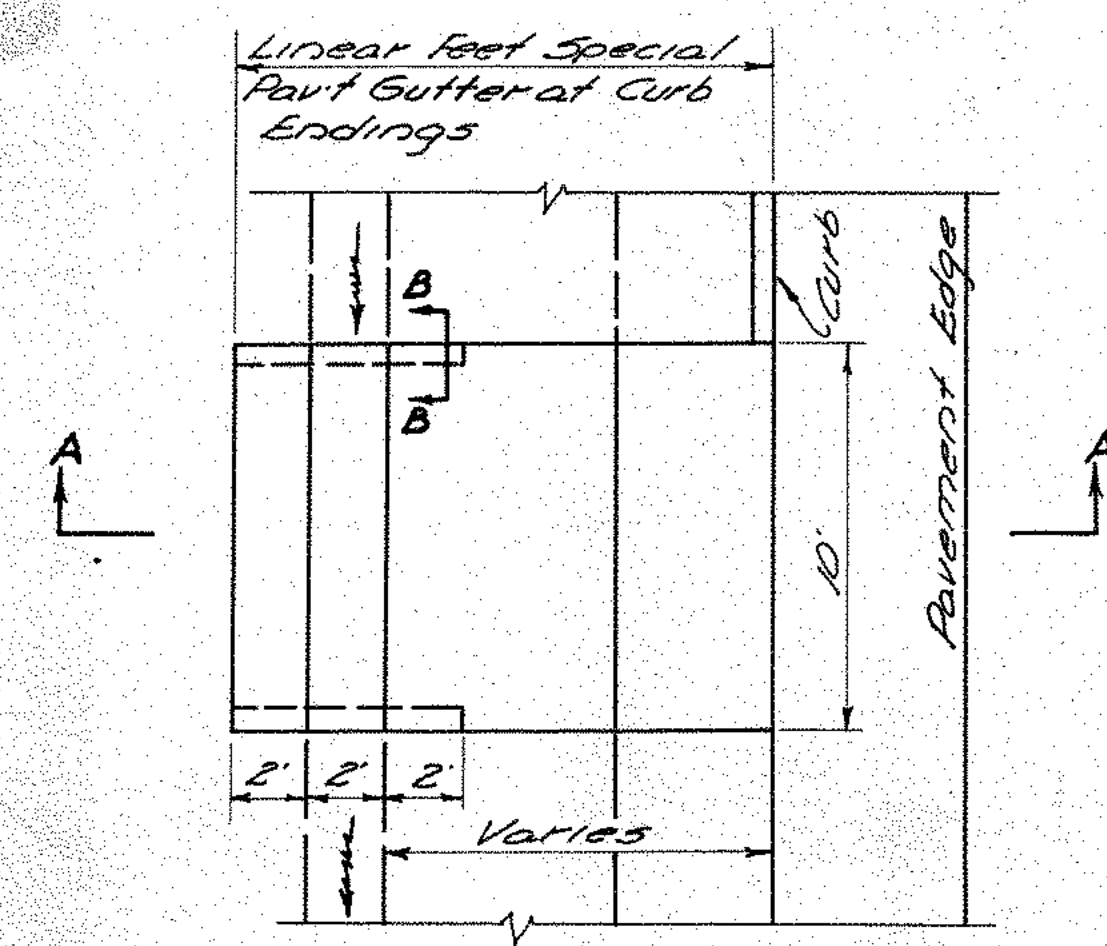 Linear Feet Special
Pav't Gutter at Curb
Endings
Curb
Pavement Edge
B
B
A
A
10'
2' 2' 2'
Varies